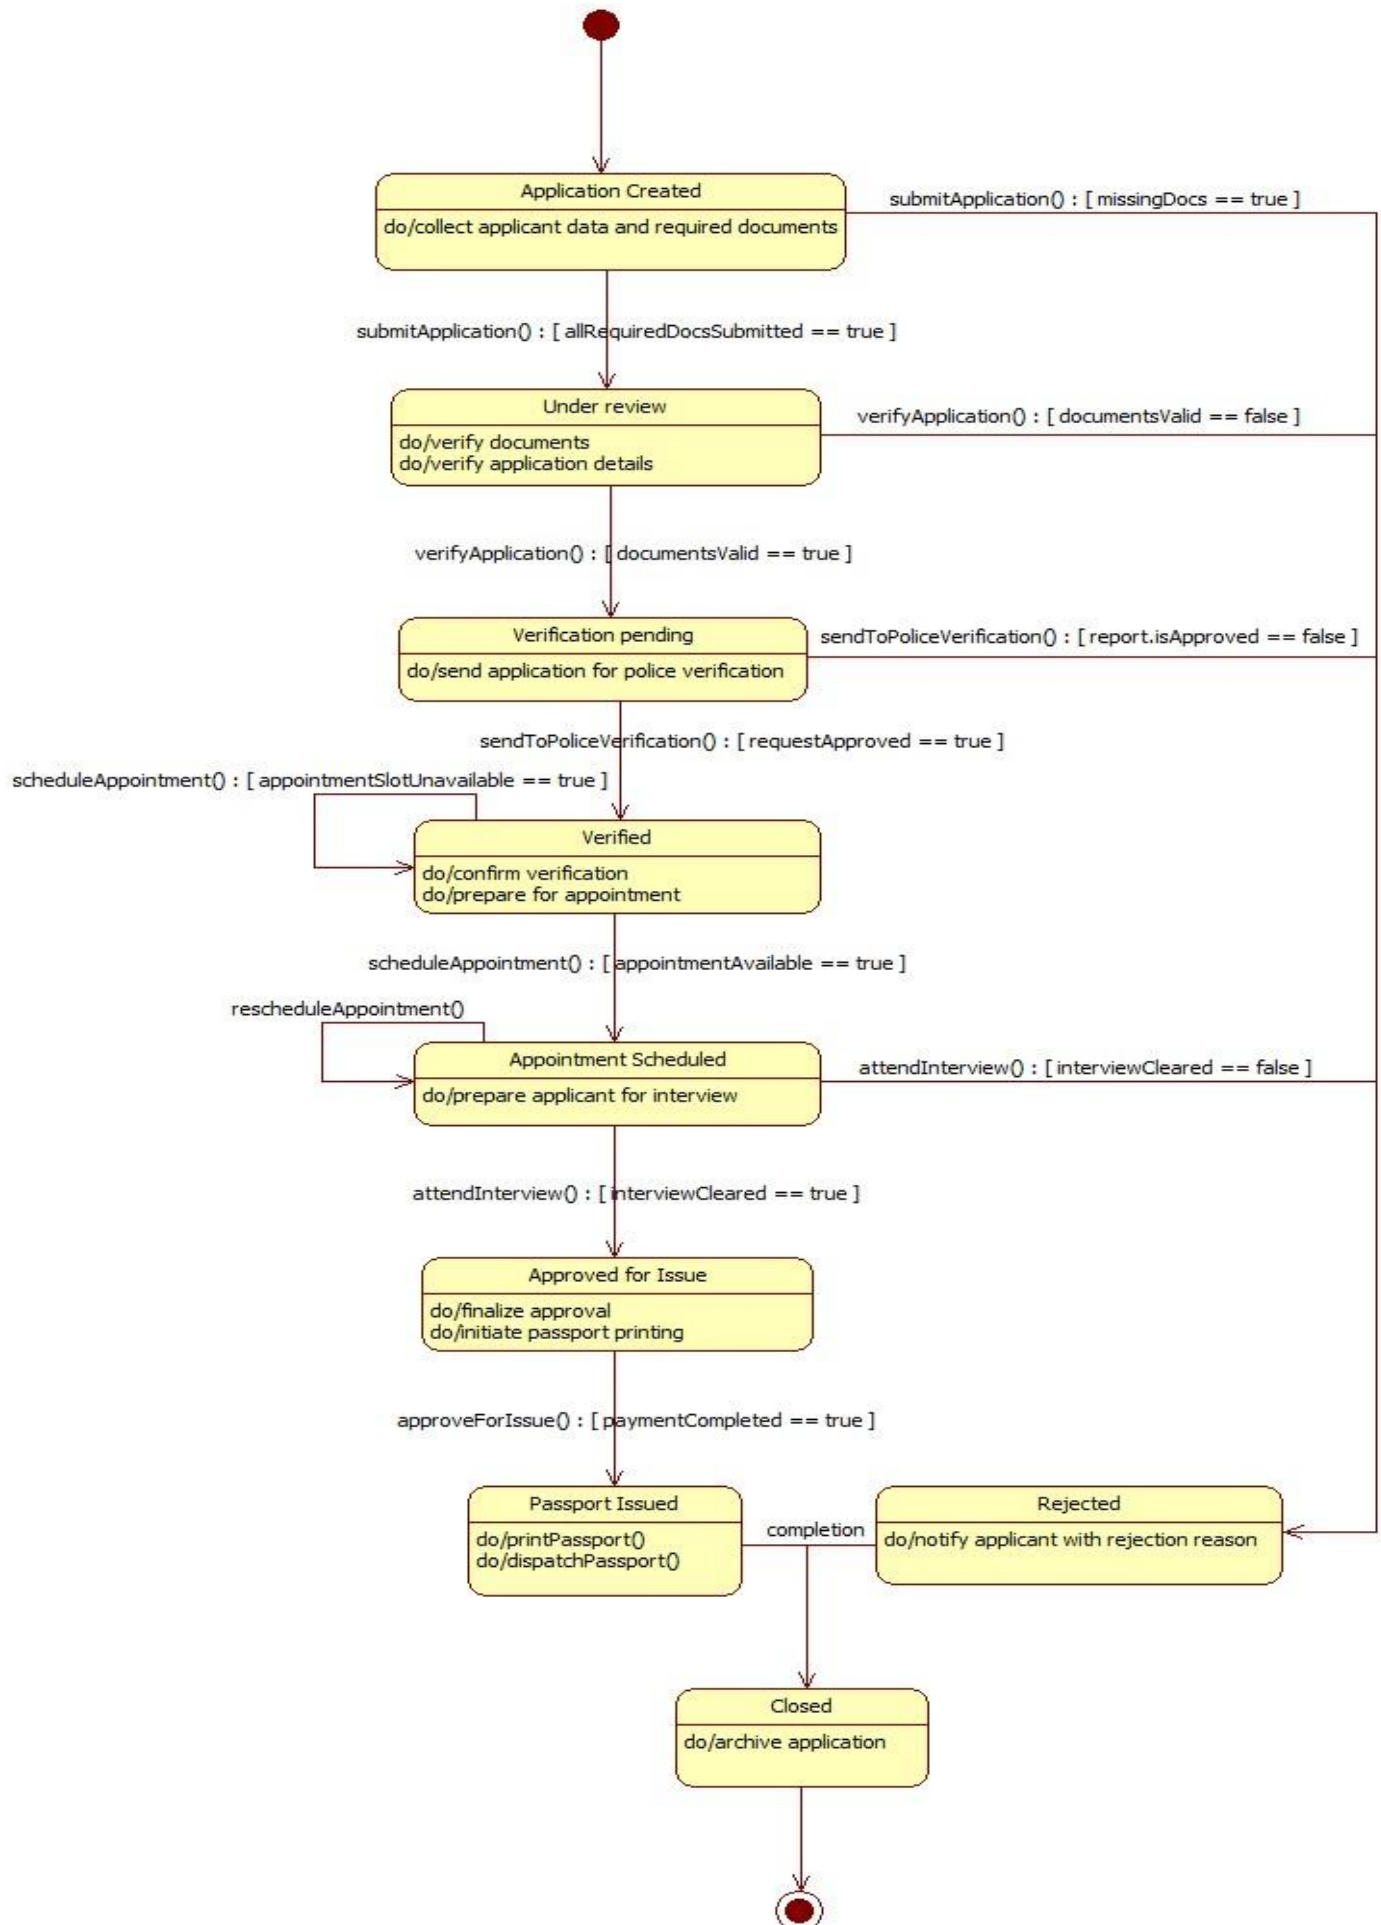 Application Created
do/collect applicant data and required documents
submitApplication() : [ missingDocs == true ]
submitApplication() : [ allRequiredDocsSubmitted == true ]
Under review
do/verify documents
do/verify application details
verifyApplication() : [ documentsValid == false ]
verifyApplication() : [ documentsValid == true ]
Verification pending
do/send application for police verification
sendToPoliceVerification() : [ report.isApproved == false ]
sendToPoliceVerification() : [ requestApproved == true ]
scheduleAppointment() : [ appointmentSlotUnavailable == true ]
Verified
do/confirm verification
do/prepare for appointment
scheduleAppointment() : [ appointmentAvailable == true ]
rescheduleAppointment()
Appointment Scheduled
do/prepare applicant for interview
attendInterview() : [ interviewCleared == false ]
attendInterview() : [ interviewCleared == true ]
Approved for Issue
do/finalize approval
do/initiate passport printing
approveForIssue() : [ paymentCompleted == true ]
Passport Issued
do/printPassport()
do/dispatchPassport()
completion
Rejected
do/notify applicant with rejection reason
Closed
do/archive application